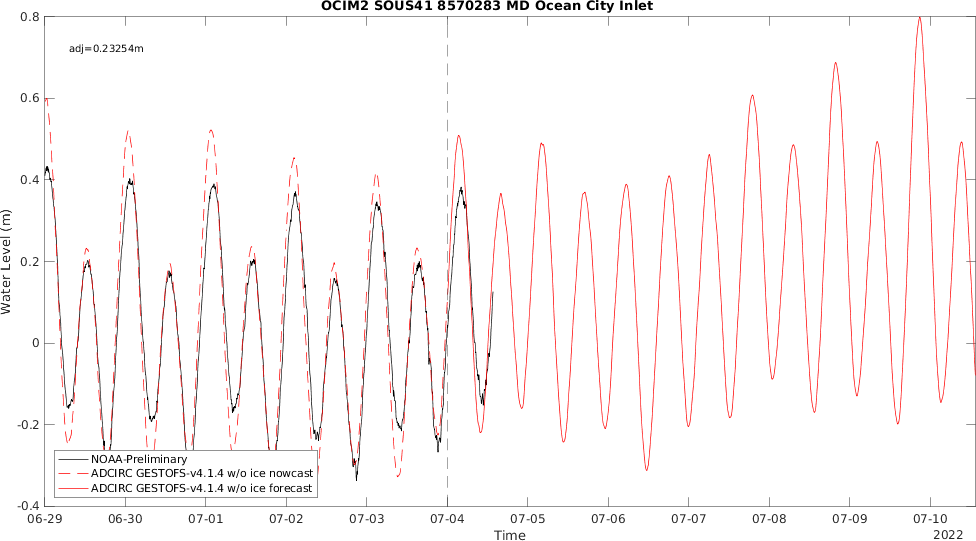 OCIM2 SOUS41 8570283 MD Ocean City Inlet
adj=0.23254m
Water Level (m)
0.8
0.6
0.4
0.2
0
-0.2
-0.4
NOAA-Preliminary
ADCIRC GESTOFS-v4.1.4 w/o ice nowcast
ADCIRC GESTOFS-v4.1.4 w/o ice forecast
06-29 06-30 07-01 07-02 07-03 07-04 07-05 07-06 07-07 07-08 07-09 07-10
Time
2022